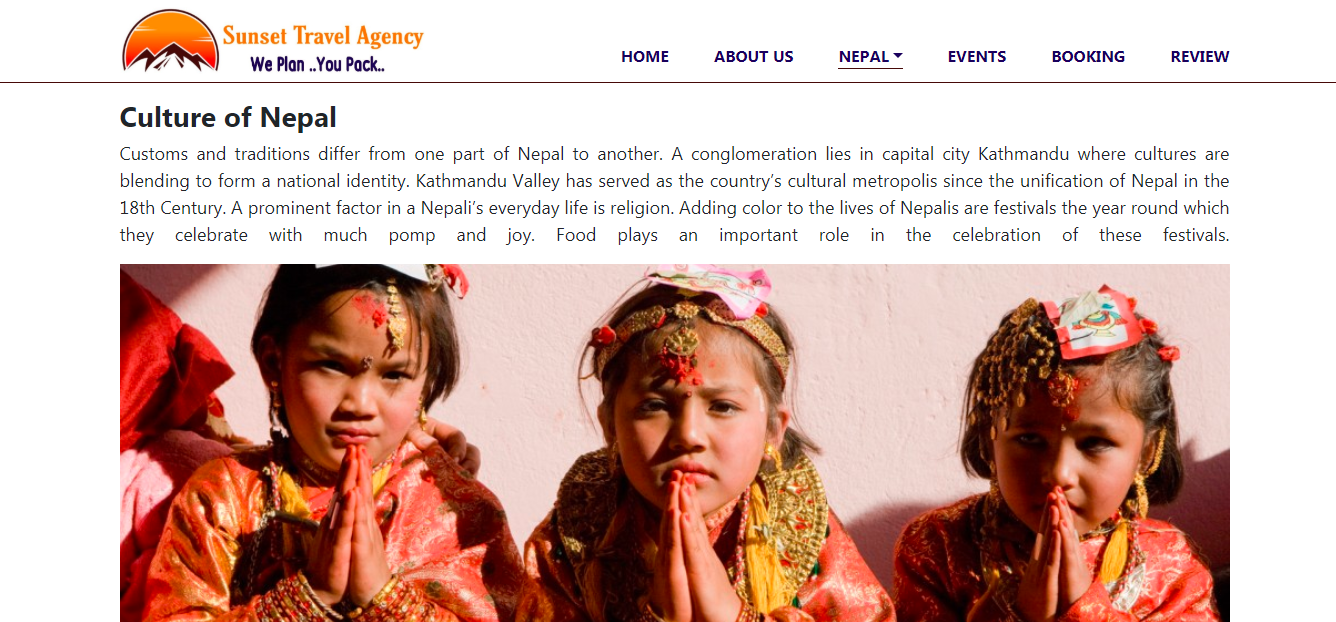 Sunset Travel Agency
We Plan ..You Pack..
HOME ABOUT US NEPAL EVENTS BOOKING REVIEW
Culture of Nepal
Customs and traditions differ from one part of Nepal to another. A conglomeration lies in capital city Kathmandu where cultures are
blending to form a national identity. Kathmandu Valley has served as the country’s cultural metropolis since the unification of Nepal in the
18th Century. A prominent factor in a Nepali’s everyday life is religion. Adding color to the lives of Nepalis are festivals the year round which
they celebrate with much pomp and joy. Food plays an important role in the celebration of these festivals.